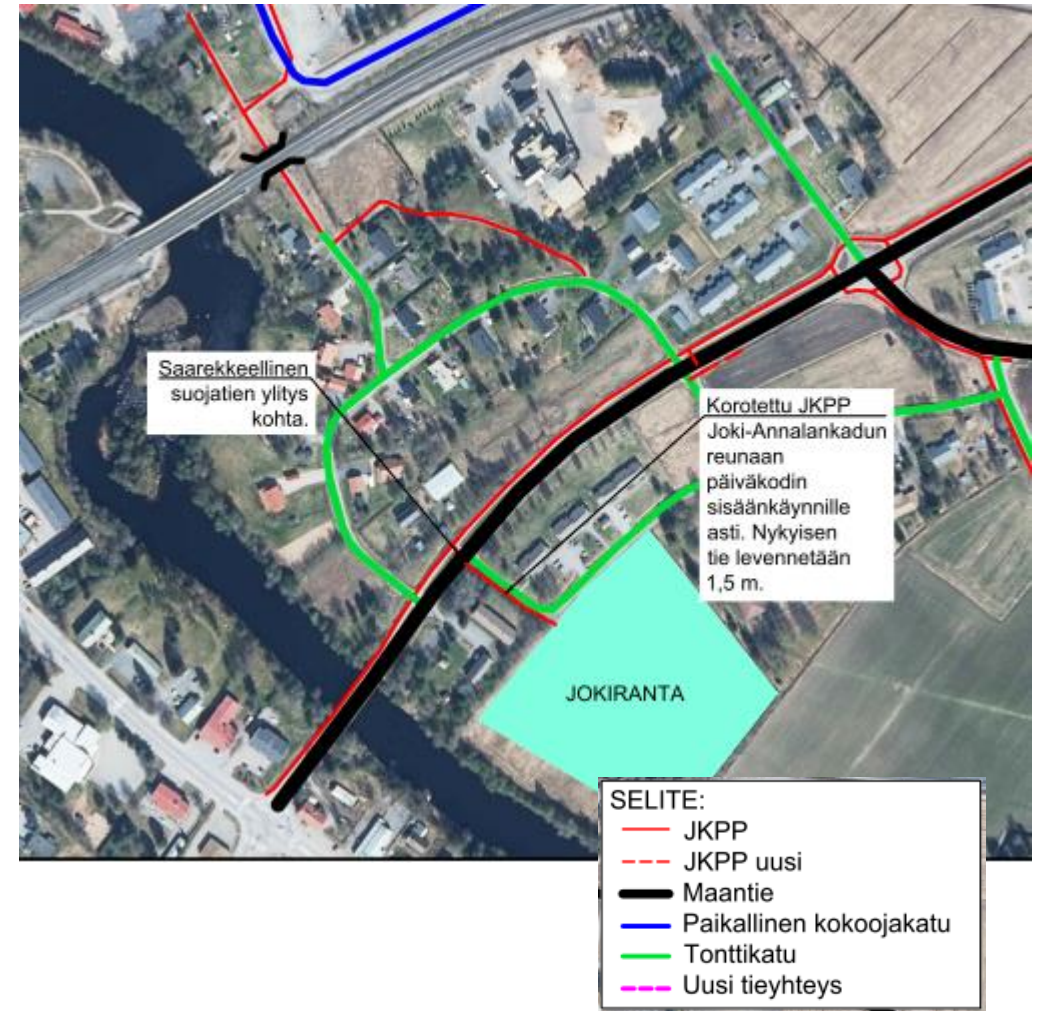 Saarekkeellinen
suojatien ylitys
kohta.
Korotettu JKPP
Joki-Annalankadun
reunaan
päiväkodin
sisäänkäynnille
asti. Nykyisen
tie levennetään
1,5 m.
JOKIRANTA
SELITE:
JKPP
JKPP uusi
Maantie
Paikallinen kokoojakatu
Tonttikatu
Uusi tieyhteys